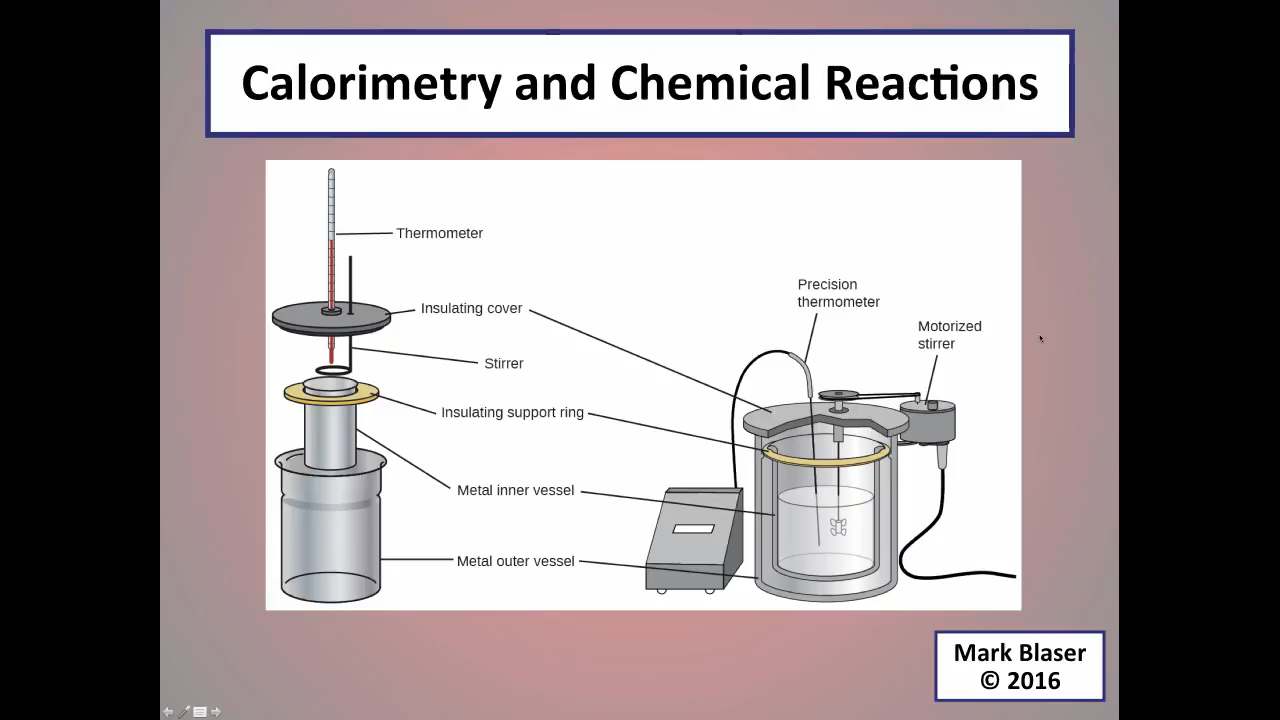 Calorimetry and Chemical Reactions
Thermometer
Insulating cover
Precision
thermometer
Motorized
stirrer
Stirrer
Insulating support ring
Metal inner vessel
Metal outer vessel
Mark Blaser
© 2016